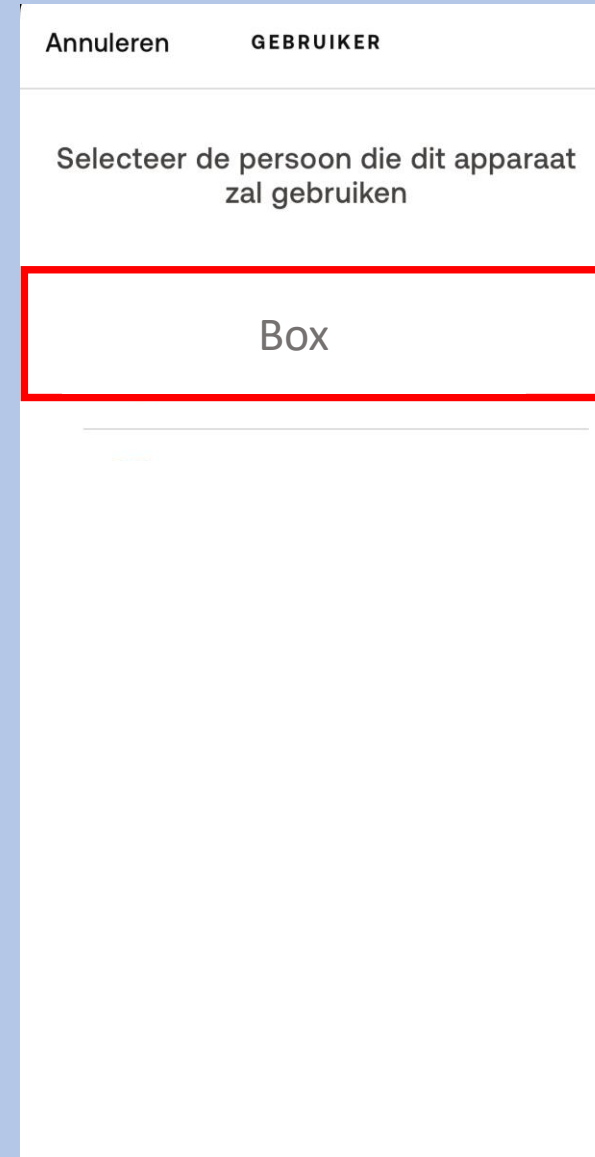 Annuleren GEBRUIKER
Selecteer de persoon die dit apparaat
zal gebruiken
Box